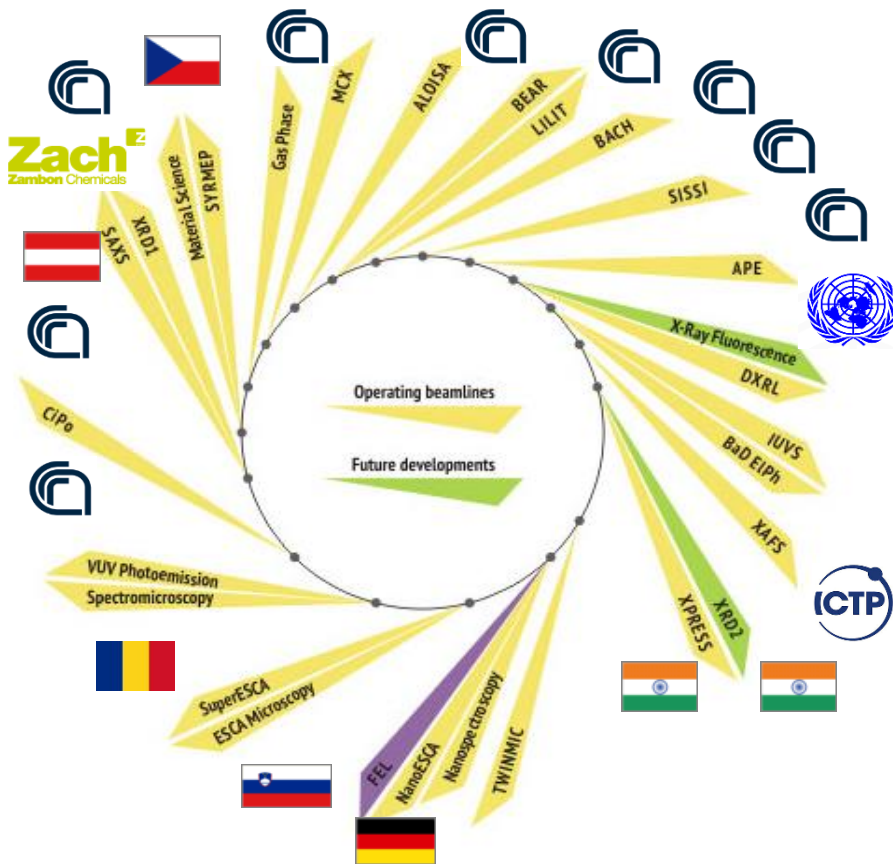 MCX
ALOISA
BEAR
LILIT
BACH
Gas Phase
Zach Z
Zambon Chemicals
Material Science
SYRMEP
SAXS
XRD1
SISSI
APE
X-Ray Fluorescence
DXRL
Operating beamlines
CiPo
IUVS
BaD ElPh
Future developments
XAFS
VUV Photoemission
Spectromicroscopy
ICTP
XPRESS
XRD2
SuperESCA
ESCA Microscopy
FEL
NanoESCA
Nanospectroscopy
TWINMIC